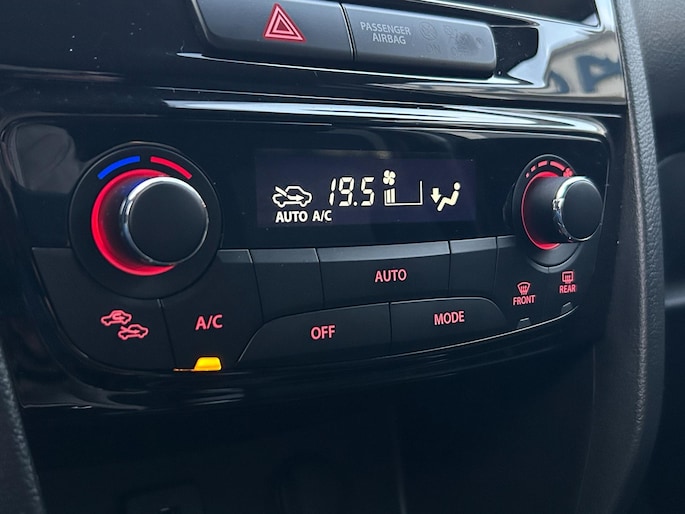 PASSENGER
AIRBAG
19.5
AUTO A/C
AUTO
A/C
OFF
MODE
FRONT
REAR